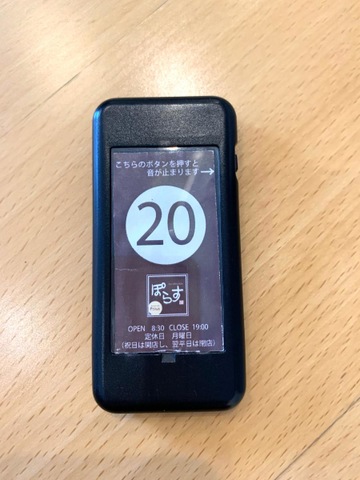 こちらのボタンを押すと
音が止まります→
20
ぽらす
OPEN 8:30 CLOSE 19:00
定休日 月曜日
(祝日は開店し、翌平日は閉店)